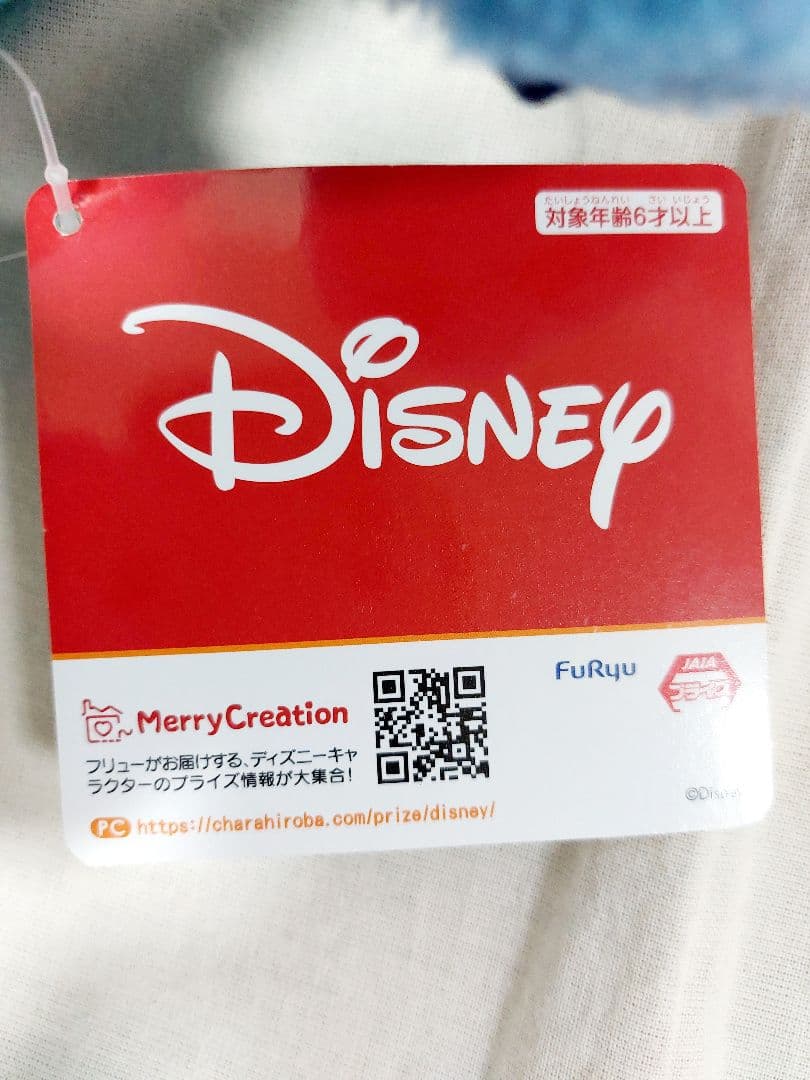 たいしょうねんれい さい いじょう
対象年齢6才以上
DISNEY
FuRyu
JAIA
プライズ
MerryCreation
フリューがお届けする、ディズニーキャ
ラクターのプライズ情報が大集合!
PC https://charahiroba.com/prize/disney/
©Disney